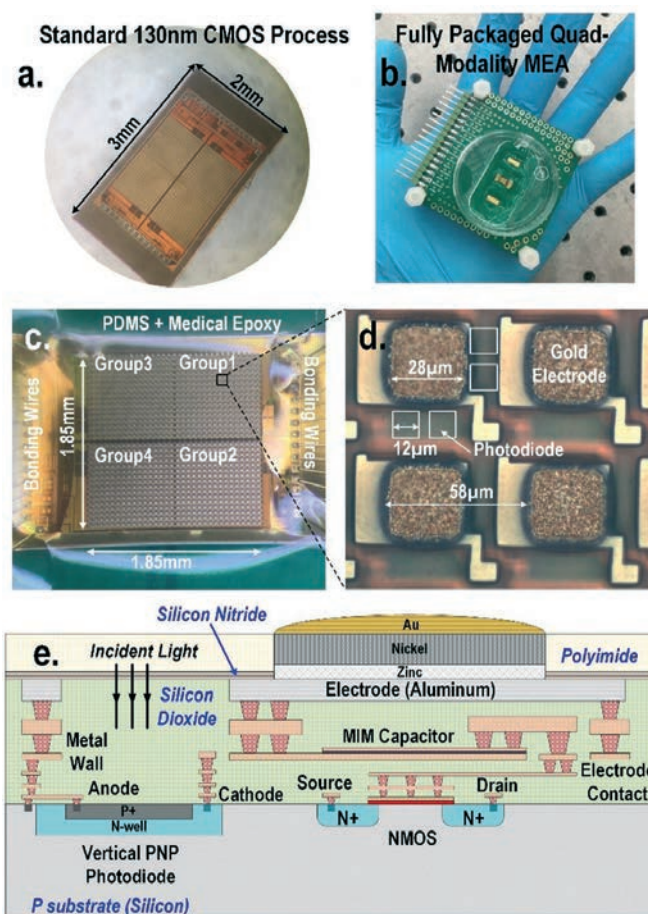 Standard 130nm CMOS Process
a.
3mm
2mm
Fully Packaged Quad-
Modality MEA
b.
c.
PDMS + Medical Epoxy
Group3
Group1
Group4
Group2
Bonding Wires
Bonding Wires
1.85mm
1.85mm
d.
28μm
Gold
Electrode
12μm
Photodiode
58μm
e.
Silicon Nitride
Incident Light
Silicon
Dioxide
Au
Nickel
Zinc
Electrode (Aluminum)
Polyimide
Metal
Wall
MIM Capacitor
Anode
Cathode
Source
Drain
Electrode
Contact
P+
N-well
N+
N+
NMOS
Vertical PNP
Photodiode
P substrate (Silicon)